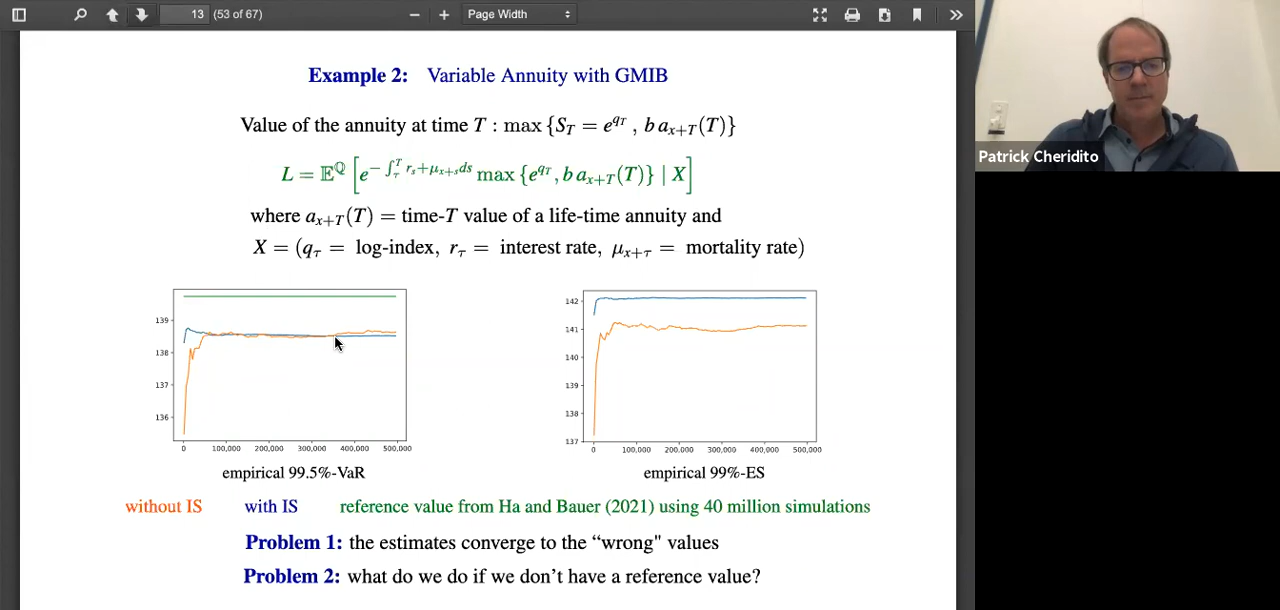 13 (53 of 67)
Page Width
Example 2: Variable Annuity with GMIB
Value of the annuity at time T : max {S_T = e^{q_T} , b a_{x+T}(T)}
L = 𝔼^ℚ [e^{− ∫_τ^T r_s+μ_{x+s}ds} max {e^{q_T}, b a_{x+T}(T)} | X]
where a_{x+T}(T) = time-T value of a life-time annuity and
X = (q_τ = log-index, r_τ = interest rate, μ_{x+τ} = mortality rate)
139
138
137
136
0 100,000 200,000 300,000 400,000 500,000
empirical 99.5%-VaR
142
141
140
139
138
137
0 100,000 200,000 300,000 400,000 500,000
empirical 99%-ES
without IS with IS reference value from Ha and Bauer (2021) using 40 million simulations
Problem 1: the estimates converge to the “wrong" values
Problem 2: what do we do if we don’t have a reference value?
Patrick Cheridito